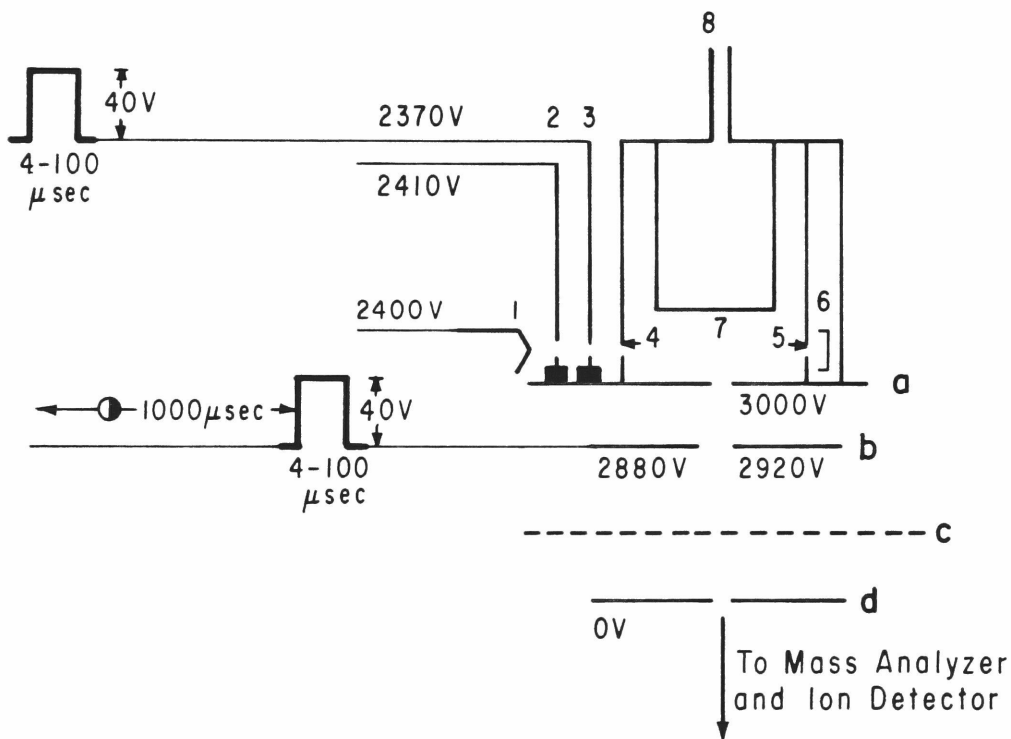 8
40V
2370V
2
3
4-100
μsec
2410V
6
2400V
1
4
7
5
a
1000μsec
40V
3000V
b
4-100
μsec
2880V
2920V
c
d
0V
To Mass Analyzer
and Ion Detector